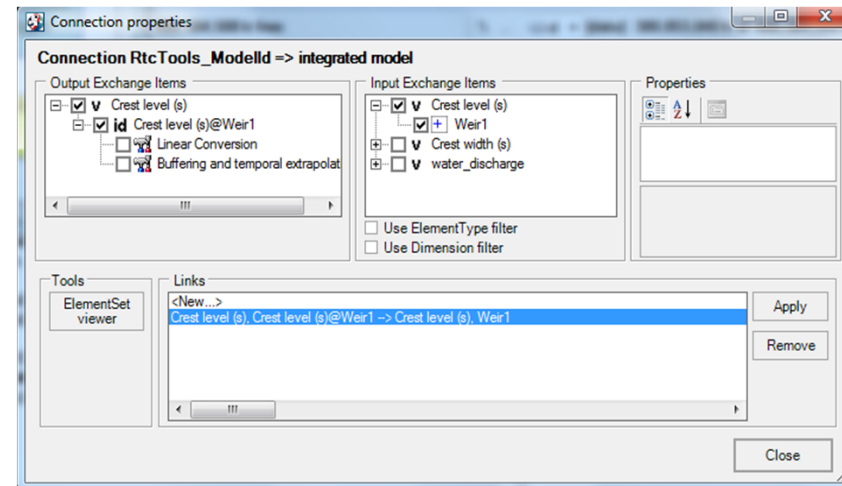 Connection properties
Connection RtcTools_ModelId => integrated model
Output Exchange Items
v Crest level (s)
id Crest level (s)@Weir1
Linear Conversion
Buffering and temporal extrapolat
Input Exchange Items
v Crest level (s)
Weir1
v Crest width (s)
v water_discharge
Use ElementType filter
Use Dimension filter
Properties
Tools
ElementSet
viewer
Links
<New...>
Crest level (s), Crest level (s)@Weir1 --> Crest level (s), Weir1
Apply
Remove
Close